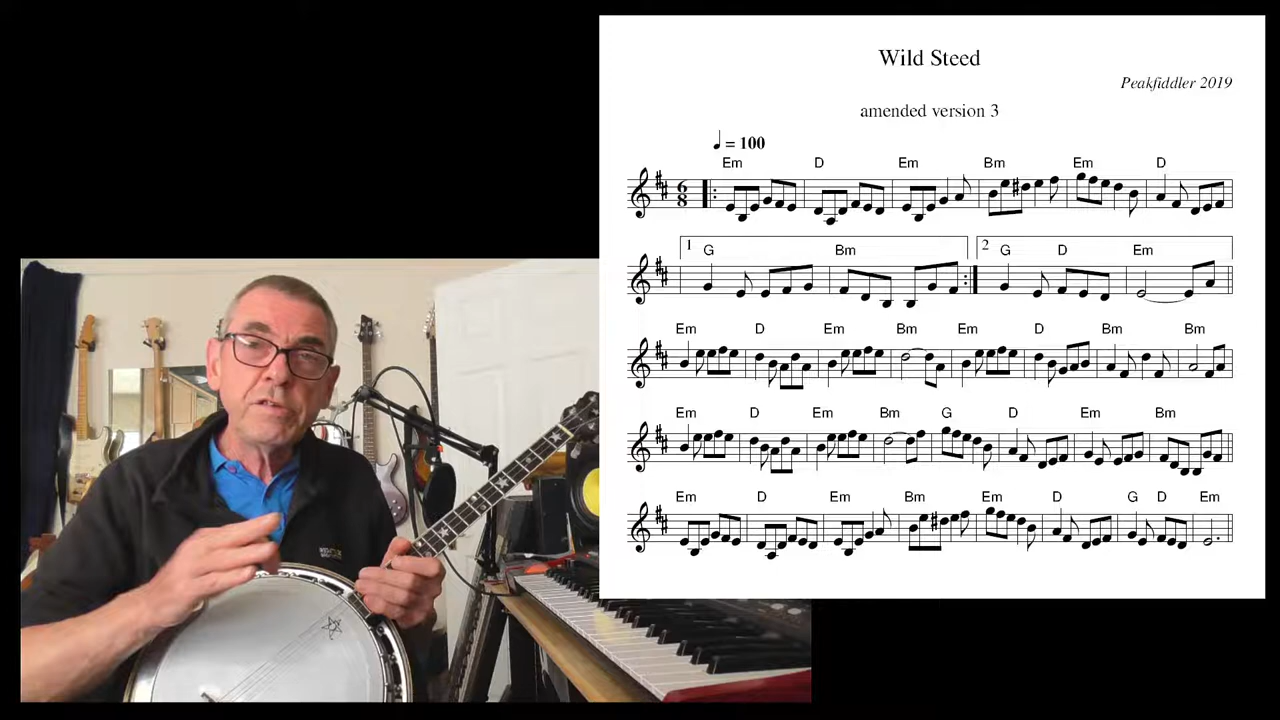 Wild Steed
Peakfiddler 2019
amended version 3
= 100
Em D Em Bm Em D
6
8
1 G Bm 2 G D Em
Em D Em Bm Em D Bm Bm
Em D Em Bm G D Em Bm
Em D Em Bm Em D G D Em